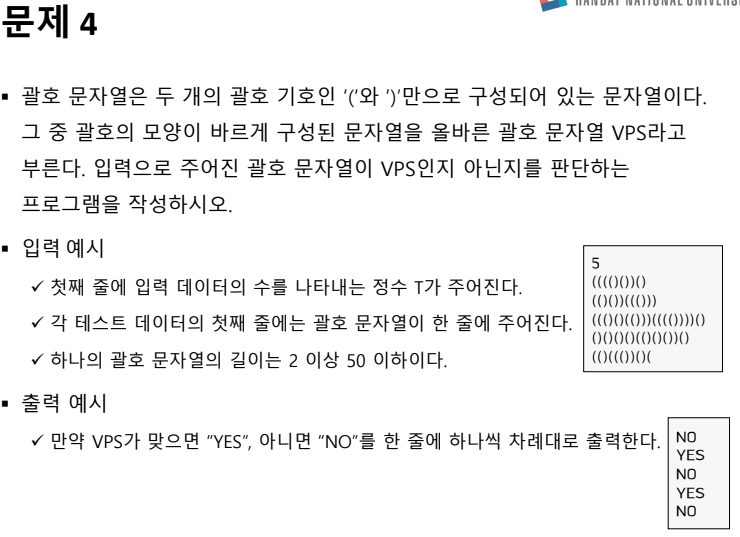 HANBAT NATIONAL UNIVERSI
문제 4
▪ 괄호 문자열은 두 개의 괄호 기호인 '('와 ')'만으로 구성되어 있는 문자열이다.
그 중 괄호의 모양이 바르게 구성된 문자열을 올바른 괄호 문자열 VPS라고
부른다. 입력으로 주어진 괄호 문자열이 VPS인지 아닌지를 판단하는
프로그램을 작성하시오.
▪ 입력 예시
✓ 첫째 줄에 입력 데이터의 수를 나타내는 정수 T가 주어진다.
✓ 각 테스트 데이터의 첫째 줄에는 괄호 문자열이 한 줄에 주어진다.
✓ 하나의 괄호 문자열의 길이는 2 이상 50 이하이다.
5
(((()())()
(()())((()))
((()()(()))(((())))()
()()()()(()()())()
(()((())()(
▪ 출력 예시
✓ 만약 VPS가 맞으면 "YES", 아니면 "NO"를 한 줄에 하나씩 차례대로 출력한다.
NO
YES
NO
YES
NO